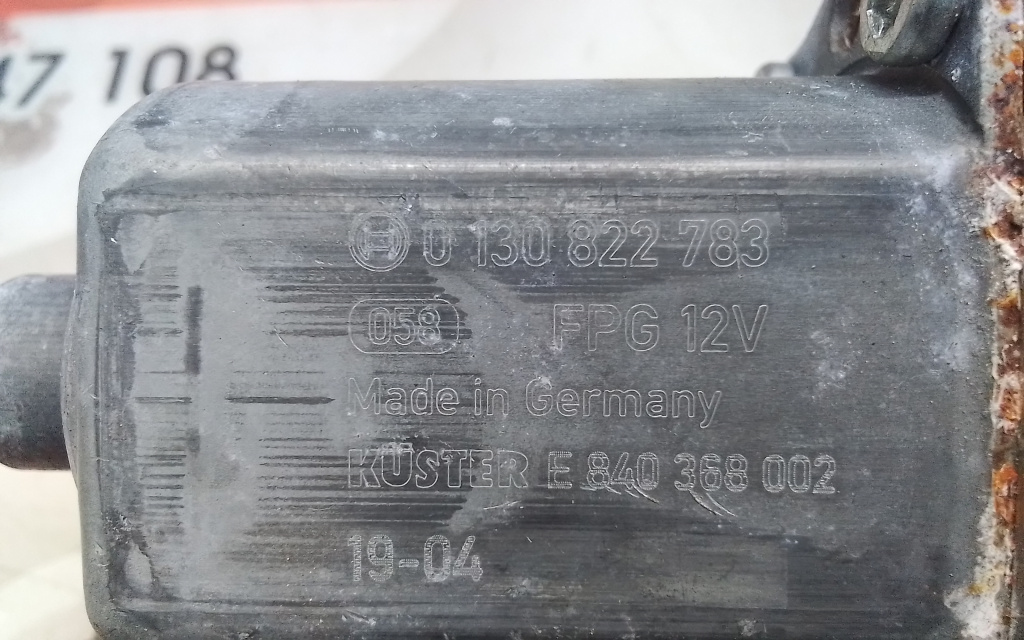 47 108
0 130 822 783
058 FPG 12V
Made in Germany
KÜSTER E 840 368 002
19-04